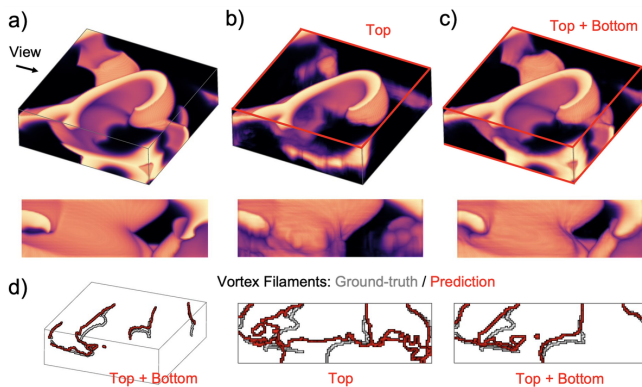 a)
b)
c)
View
Top
Top + Bottom
Vortex Filaments: Ground-truth / Prediction
d)
Top + Bottom
Top
Top + Bottom